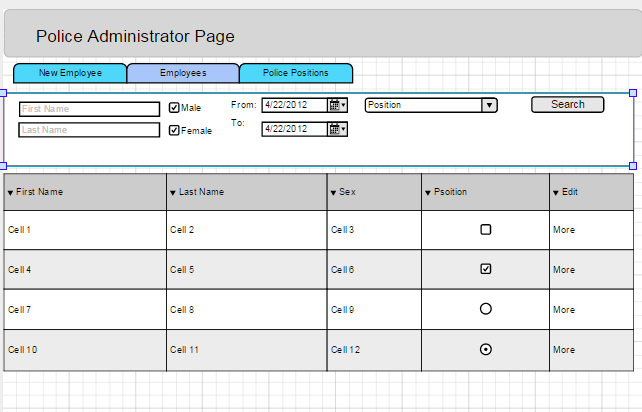 Police Administrator Page
New Employee Employees Police Positions
First Name Male From: 4/22/2012 Position Search
Last Name Female To: 4/22/2012
First Name Last Name Sex Psoition Edit
Cell 1 Cell 2 Cell 3 More
Cell 4 Cell 5 Cell 6 More
Cell 7 Cell 8 Cell 9 More
Cell 10 Cell 11 Cell 12 More